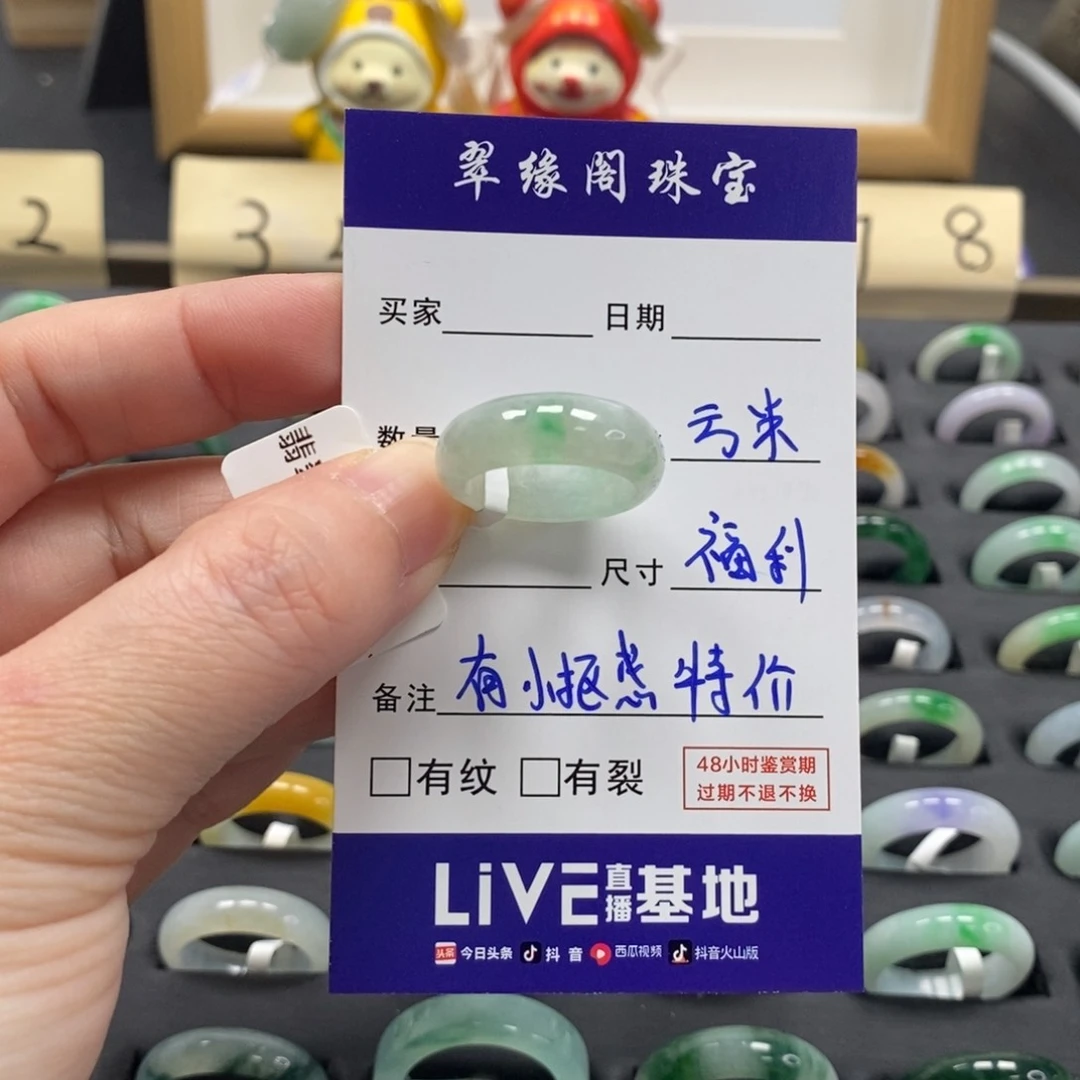 翠缘阁珠宝
2
3
8
买家 日期
数量
亏米
翡
尺寸 福利
备注 有小抠 特价
有纹 有裂
48小时鉴赏期
过期不退不换
LiVE直播基地
今日头条 抖音 西瓜视频 抖音火山版